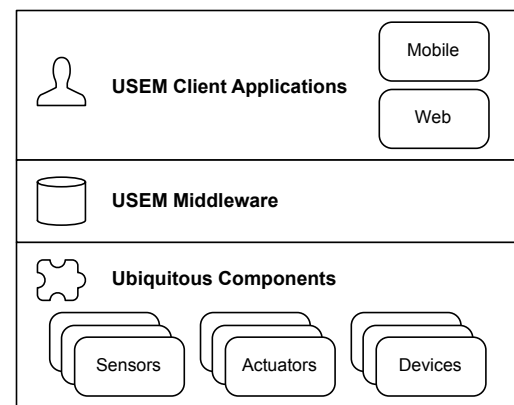 Mobile
USEM Client Applications
Web
USEM Middleware
Ubiquitous Components
Sensors
Actuators
Devices